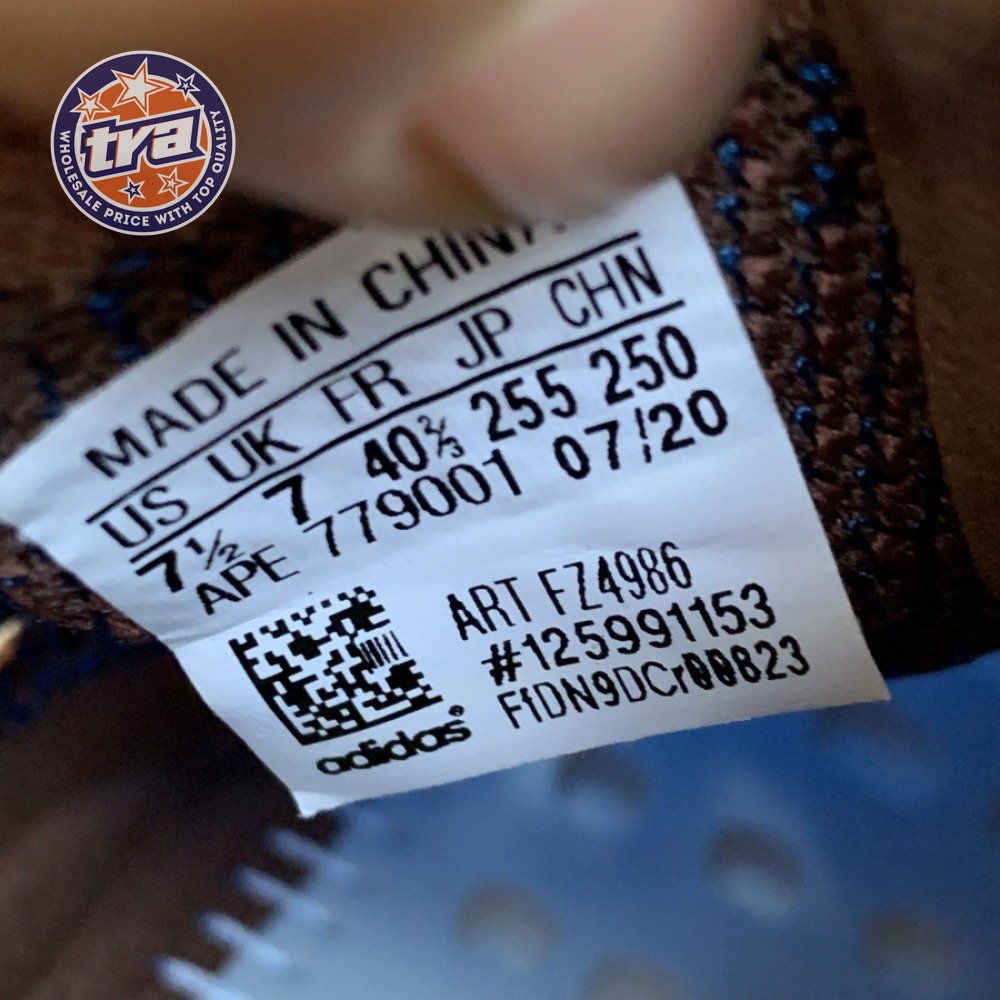 tra
WHOLESALE PRICE WITH TOP QUALITY
MADE IN CHINA
US UK FR JP CHN
7½ 7 40⅔ 255 250
APE 779001 07/20
ART FZ4986
#125991153
adidas®